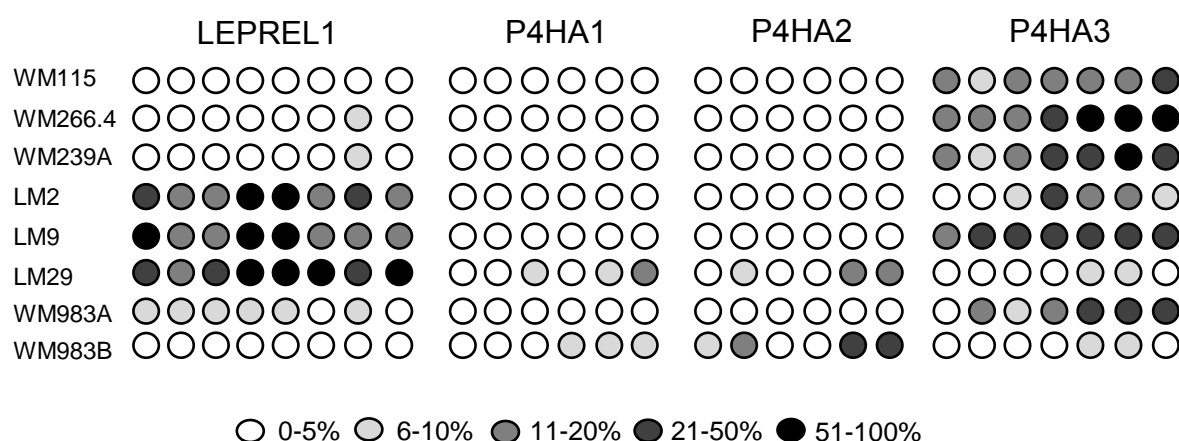 LEPREL1 P4HA1 P4HA2 P4HA3
WM115
WM266.4
WM239A
LM2
LM9
LM29
WM983A
WM983B
0-5% 6-10% 11-20% 21-50% 51-100%